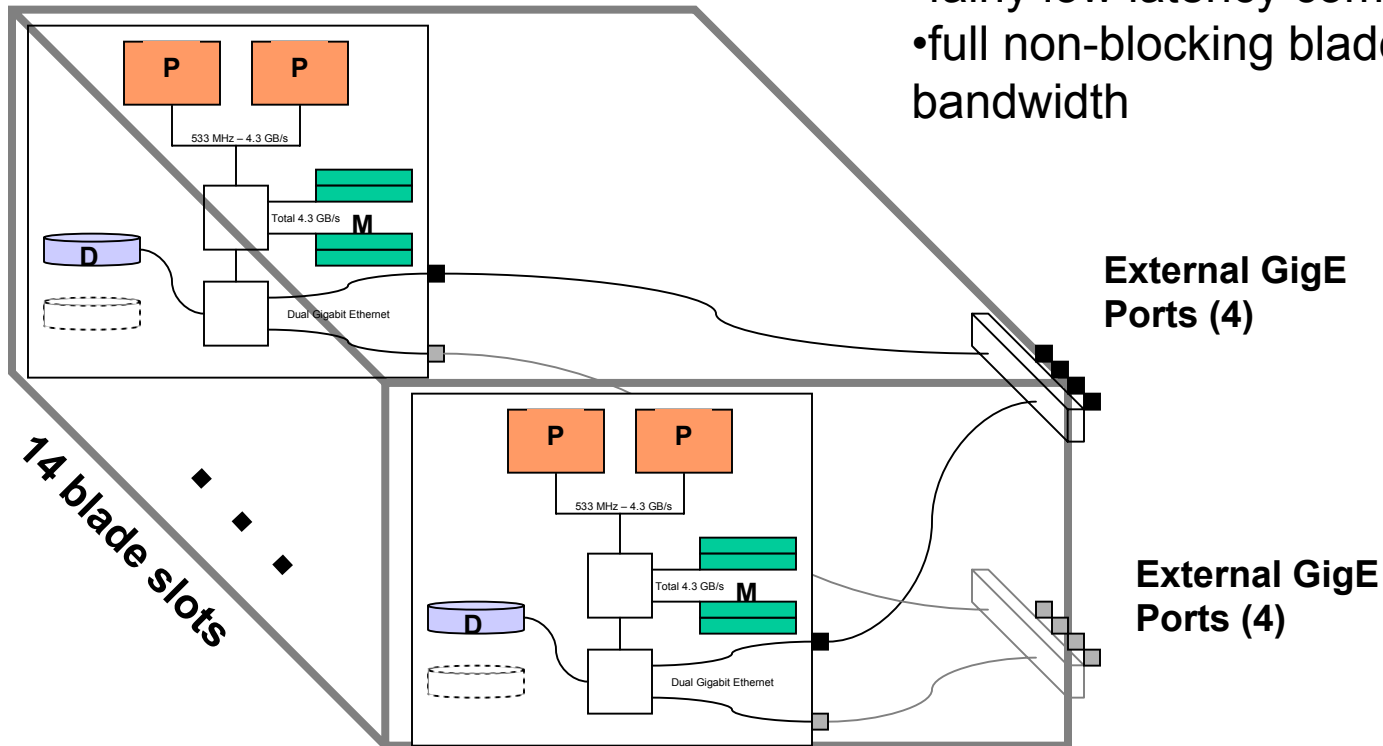 •full non-blocking blade
bandwidth
P
P
533 MHz – 4.3 GB/s
Total 4.3 GB/s
M
D
Dual Gigabit Ethernet
External GigE
Ports (4)
14 blade slots
P
P
533 MHz – 4.3 GB/s
Total 4.3 GB/s
M
D
Dual Gigabit Ethernet
External GigE
Ports (4)